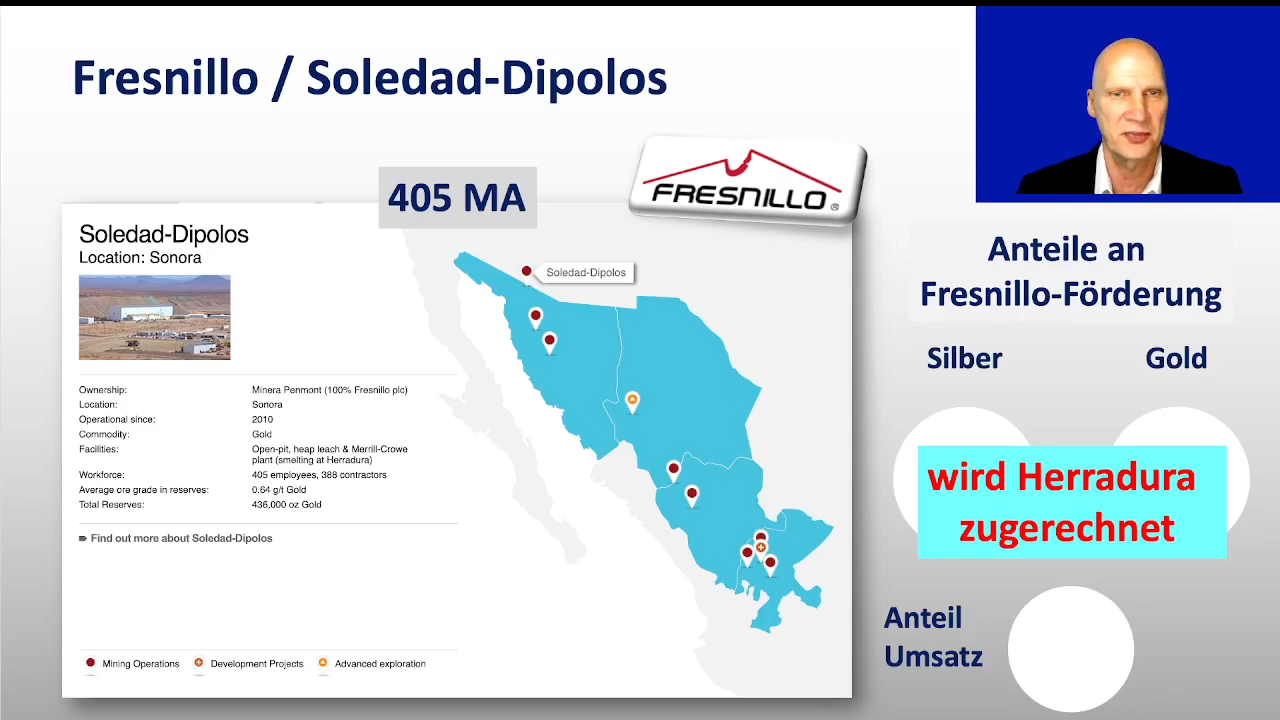 Fresnillo / Soledad-Dipolos
405 MA
FRESNILLO®
Soledad-Dipolos
Location: Sonora
Soledad-Dipolos
Ownership: Minera Penmont (100% Fresnillo plc)
Location: Sonora
Operational since: 2010
Commodity: Gold
Facilities: Open-pit, heap leach & Merrill-Crowe
plant (smelting at Herradura)
Workforce: 405 employees, 388 contractors
Average ore grade in reserves: 0.64 g/t Gold
Total Reserves: 436,000 oz Gold
Find out more about Soledad-Dipolos
Mining Operations Development Projects Advanced exploration
Anteile an
Fresnillo-Förderung
Silber Gold
wird Herradura
zugerechnet
Anteil
Umsatz